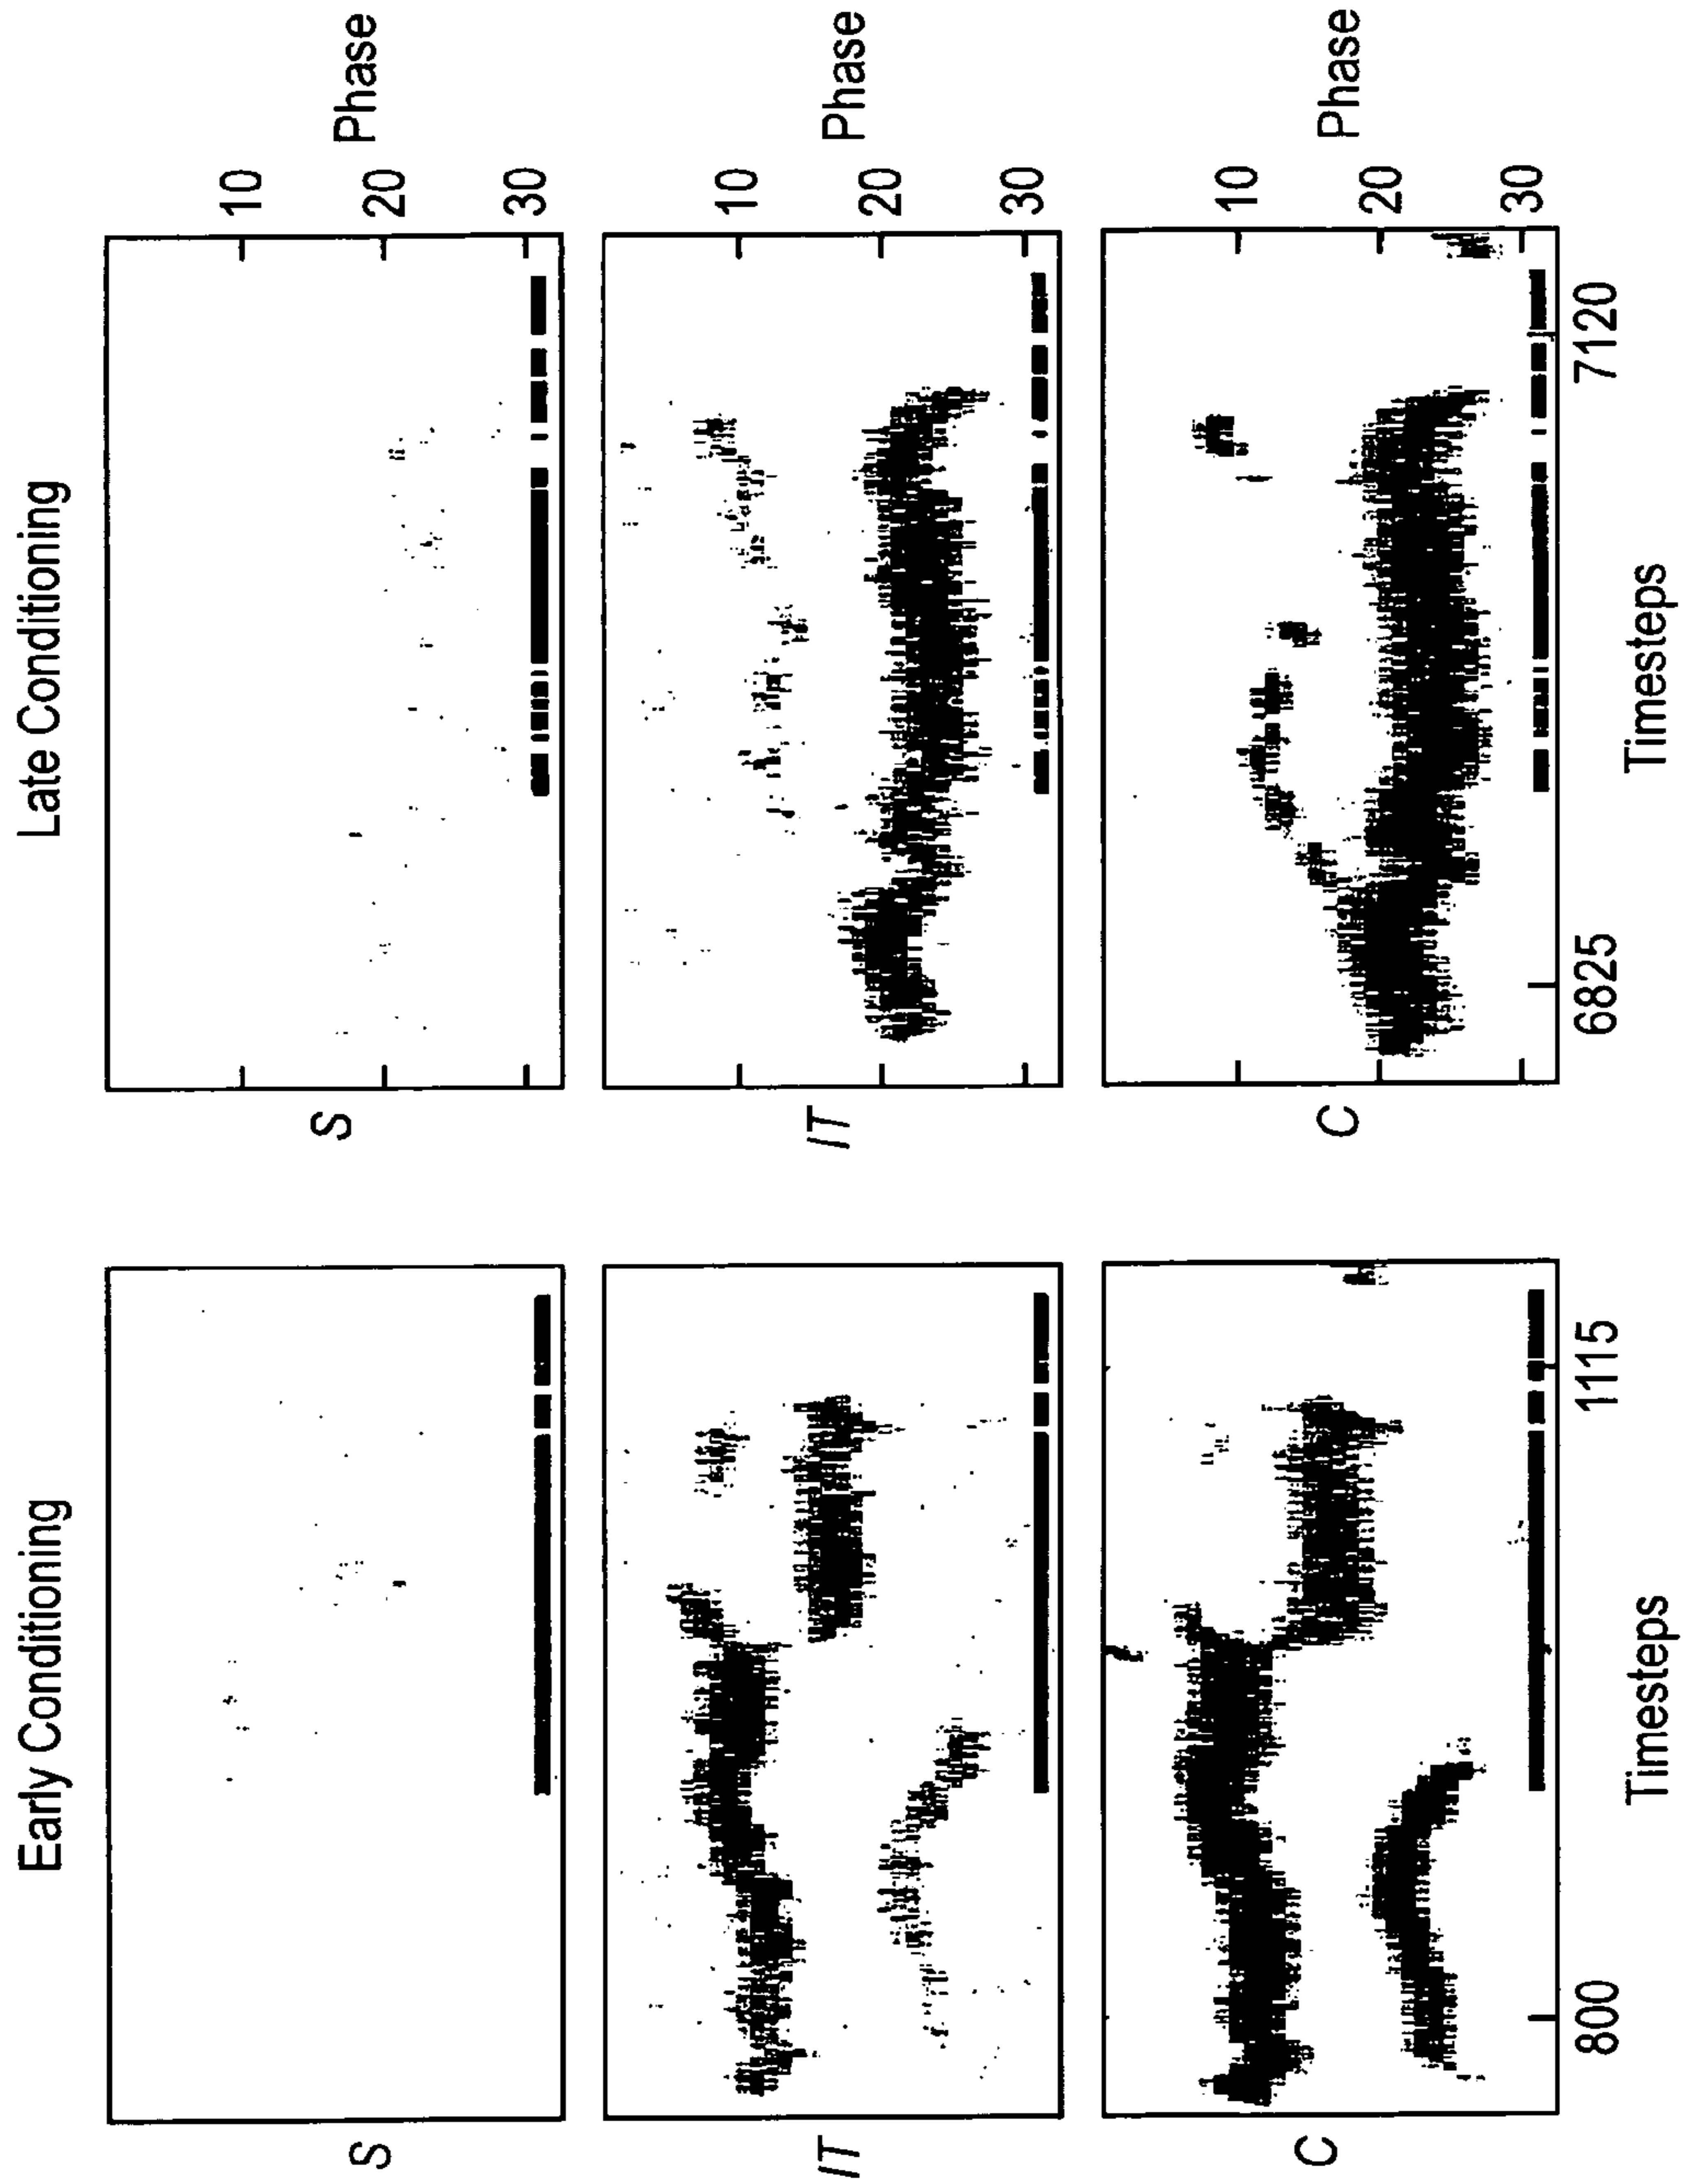 Early Conditioning
Late Conditioning
S
S
10
20
30
Phase
IT
IT
10
20
30
Phase
C
C
10
20
30
Phase
800
1115
6825
7120
Timesteps
Timesteps